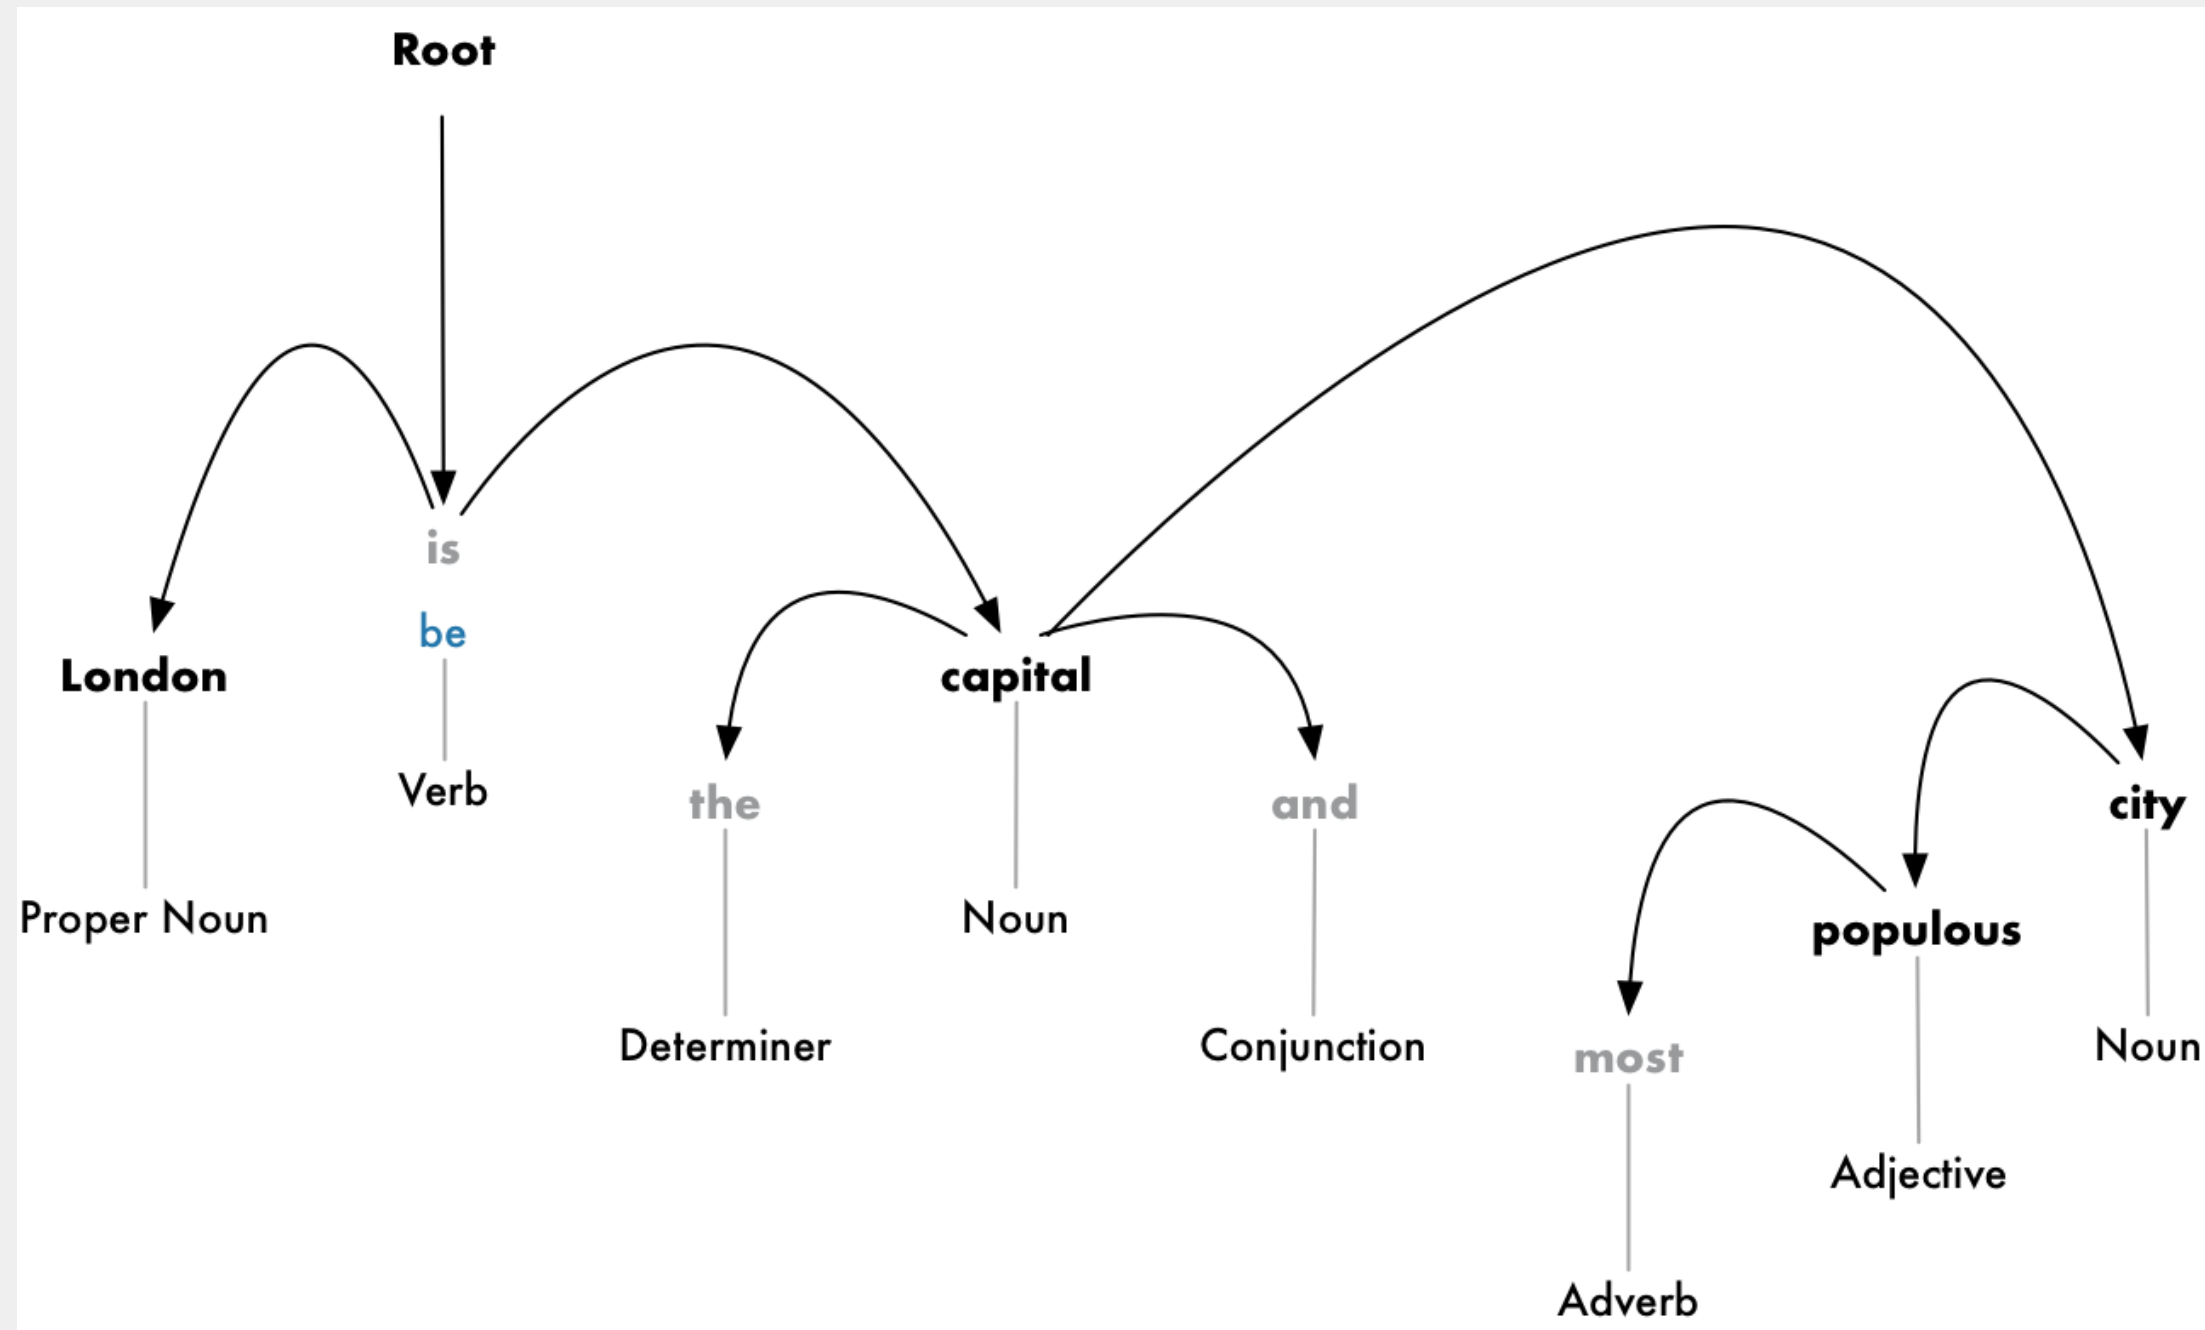 Root
is
be
London
capital
Verb
the
and
city
Proper Noun
Noun
populous
Determiner
Conjunction
most
Noun
Adjective
Adverb